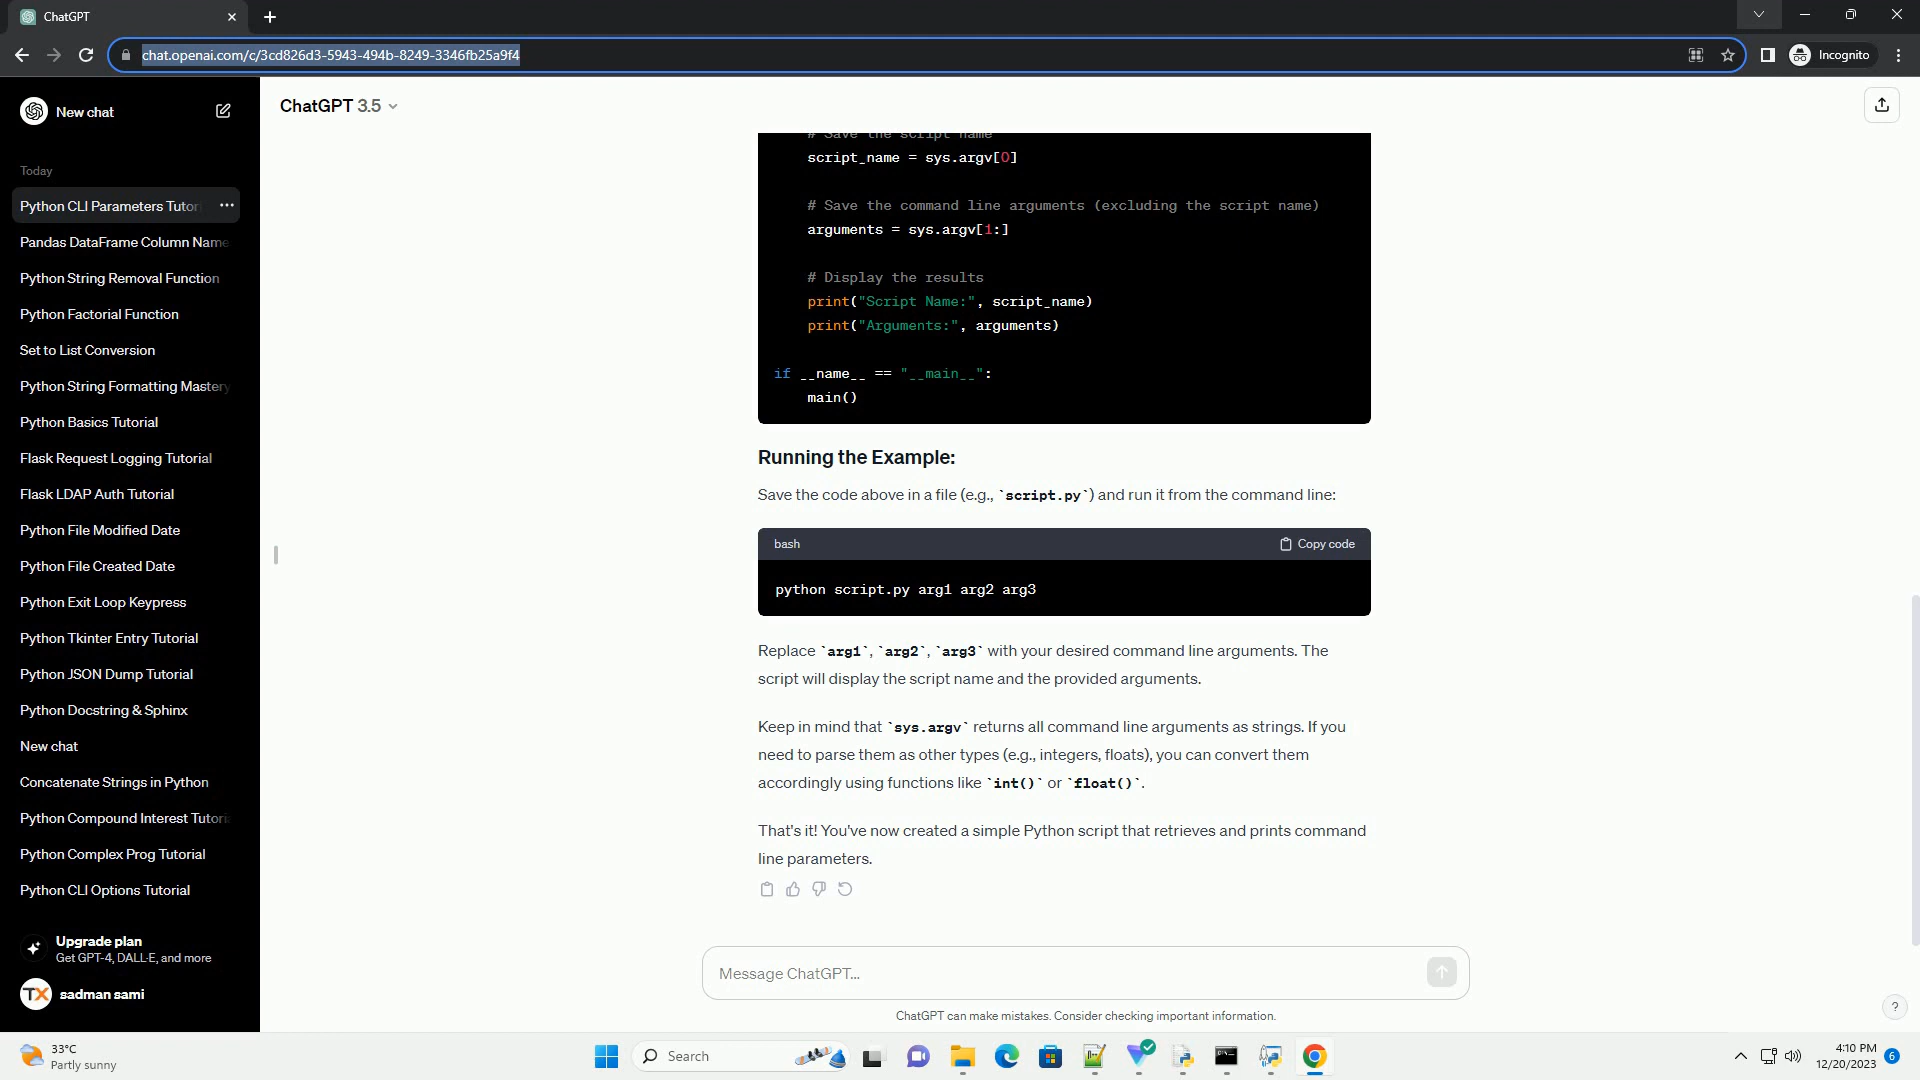 ChatGPT
chat.openai.com/c/3cd826d3-5943-494b-8249-3346fb25a9f4
Incognito
New chat
Today
Python CLI Parameters Tutor
Pandas DataFrame Column Name
Python String Removal Function
Python Factorial Function
Set to List Conversion
Python String Formatting Mastery
Python Basics Tutorial
Flask Request Logging Tutorial
Flask LDAP Auth Tutorial
Python File Modified Date
Python File Created Date
Python Exit Loop Keypress
Python Tkinter Entry Tutorial
Python JSON Dump Tutorial
Python Docstring & Sphinx
New chat
Concatenate Strings in Python
Python Compound Interest Tutori
Python Complex Prog Tutorial
Python CLI Options Tutorial
Upgrade plan
Get GPT-4, DALL·E, and more
TX sadman sami
ChatGPT 3.5
# Save the script name
script_name = sys.argv[0]
# Save the command line arguments (excluding the script name)
arguments = sys.argv[1:]
# Display the results
print("Script Name:", script_name)
print("Arguments:", arguments)
if __name__ == "__main__":
main()
Running the Example:
Save the code above in a file (e.g., `script.py`) and run it from the command line:
bash
Copy code
python script.py arg1 arg2 arg3
Replace `arg1`, `arg2`, `arg3` with your desired command line arguments. The
script will display the script name and the provided arguments.
Keep in mind that `sys.argv` returns all command line arguments as strings. If you
need to parse them as other types (e.g., integers, floats), you can convert them
accordingly using functions like `int()` or `float()`.
That's it! You've now created a simple Python script that retrieves and prints command
line parameters.
Message ChatGPT...
ChatGPT can make mistakes. Consider checking important information.
?
33°C
Partly sunny
Search
4:10 PM
12/20/2023
6